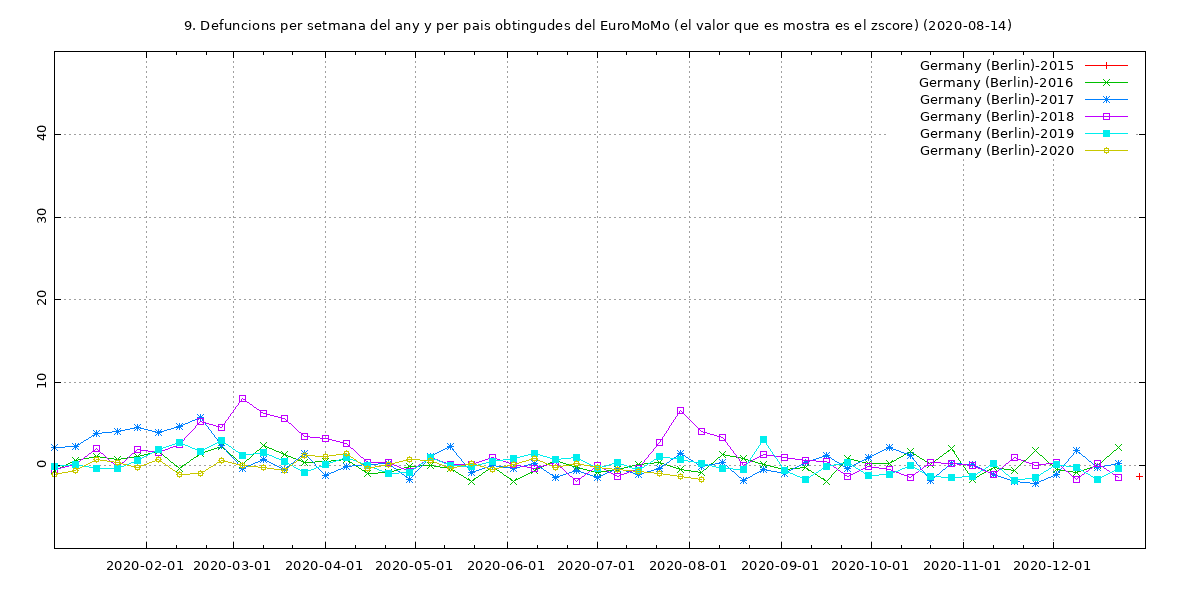 9. Defuncions per setmana del any y per pais obtingudes del EuroMoMo (el valor que es mostra es el zscore) (2020-08-14)
Germany (Berlin)-2015
Germany (Berlin)-2016
Germany (Berlin)-2017
Germany (Berlin)-2018
Germany (Berlin)-2019
Germany (Berlin)-2020
40
30
20
10
0
2020-02-01 2020-03-01 2020-04-01 2020-05-01 2020-06-01 2020-07-01 2020-08-01 2020-09-01 2020-10-01 2020-11-01 2020-12-01